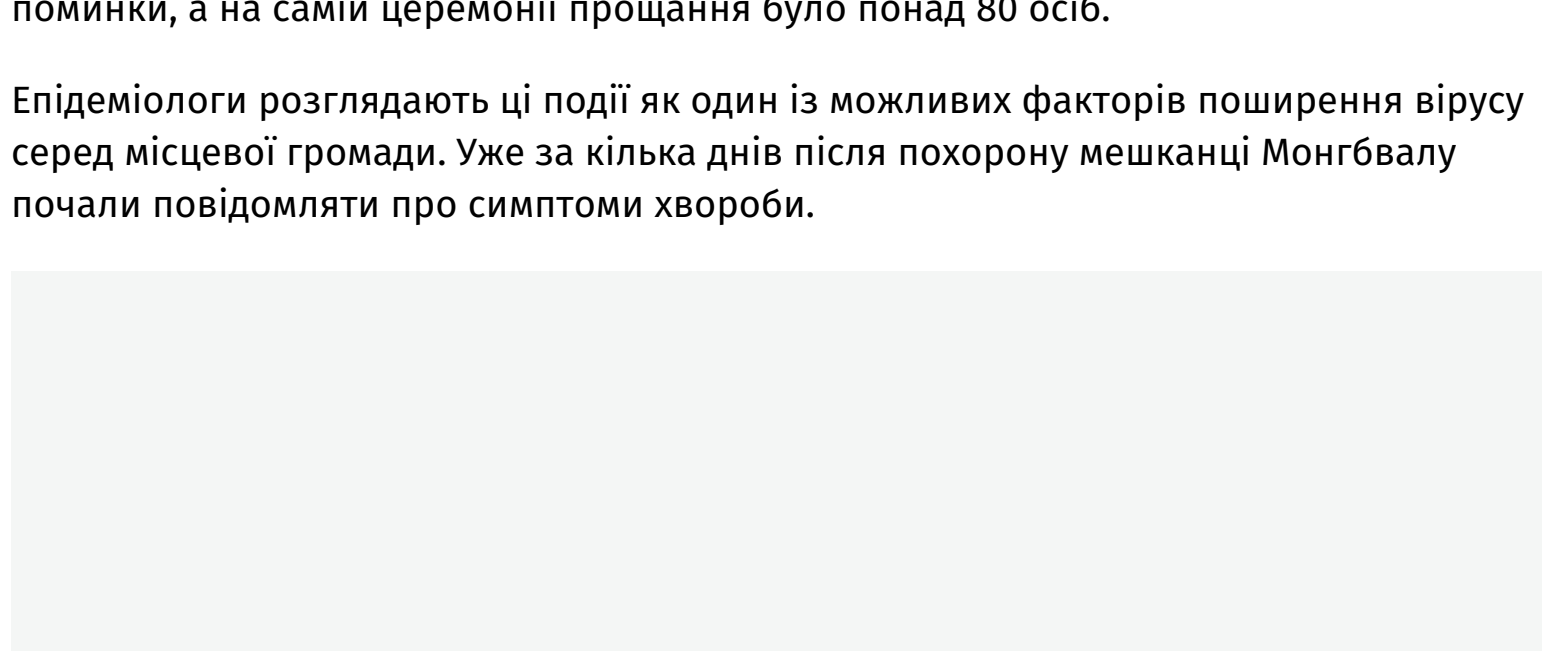 поминки, а на самій церемонії прощання було понад 80 осіб.
Епідеміологи розглядають ці події як один із можливих факторів поширення вірусу
серед місцевої громади. Уже за кілька днів після похорону мешканці Монгбвалу
почали повідомляти про симптоми хвороби.